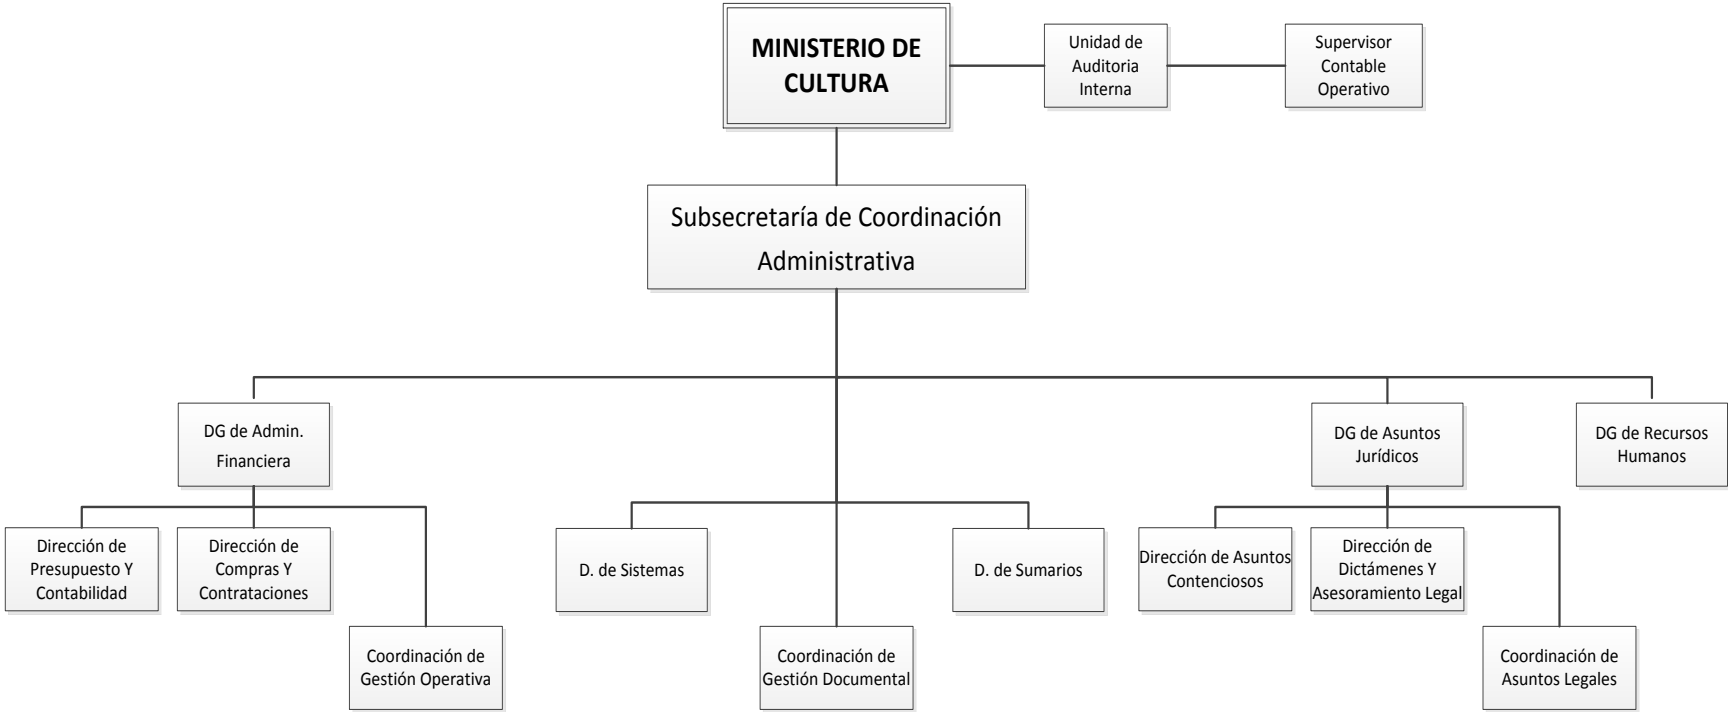 MINISTERIO DE
CULTURA
Unidad de
Auditoria
Interna
Supervisor
Contable
Operativo
Subsecretaría de Coordinación
Administrativa
DG de Admin.
Financiera
DG de Asuntos
Jurídicos
DG de Recursos
Humanos
Dirección de
Presupuesto Y
Contabilidad
Dirección de
Compras Y
Contrataciones
D. de Sistemas
D. de Sumarios
Dirección de Asuntos
Contenciosos
Dirección de
Dictámenes Y
Asesoramiento Legal
Coordinación de
Gestión Operativa
Coordinación de
Gestión Documental
Coordinación de
Asuntos Legales